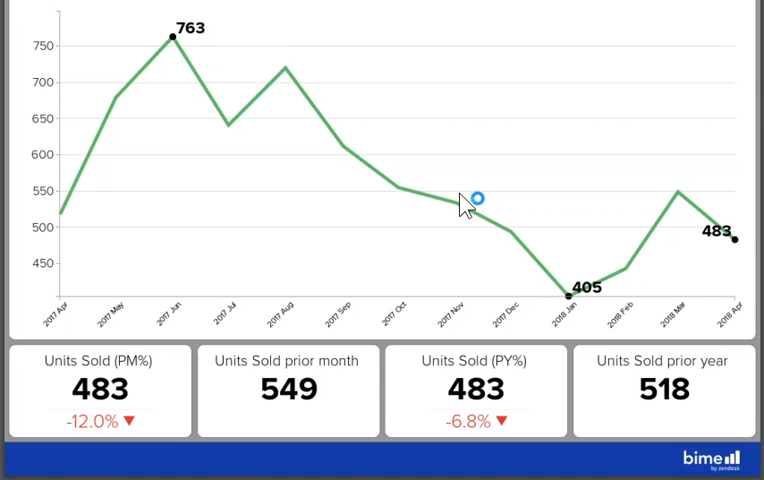 763
750
700
650
600
550
500
450
483
405
2017 Apr
2017 May
2017 Jun
2017 Jul
2017 Aug
2017 Sep
2017 Oct
2017 Nov
2017 Dec
2018 Jan
2018 Feb
2018 Mar
2018 Apr
Units Sold (PM%)
483
-12.0% ▼
Units Sold prior month
549
Units Sold (PY%)
483
-6.8% ▼
Units Sold prior year
518
bime
by zendesk